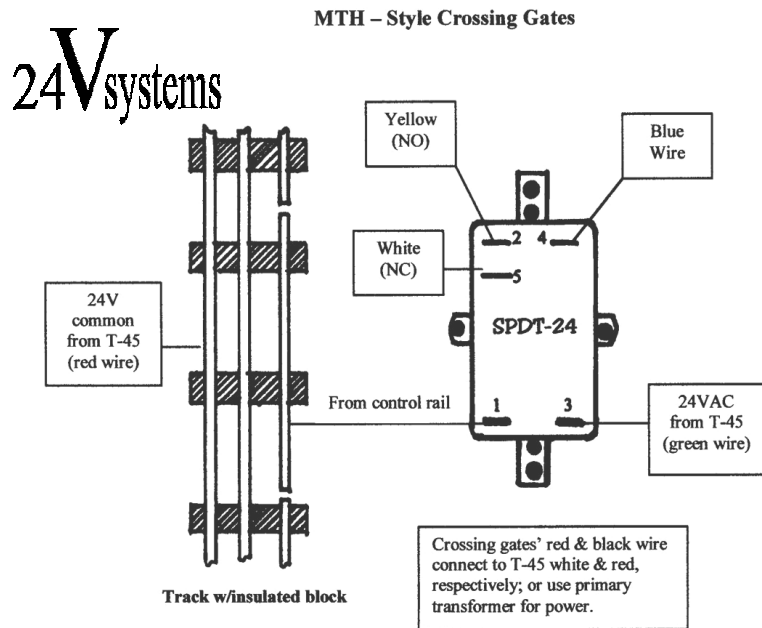 MTH – Style Crossing Gates
24Vsystems
Yellow
(NO)
Blue
Wire
White
(NC)
2 4
5
24V
common
from T-45
(red wire)
SPDT-24
From control rail
1 3
24VAC
from T-45
(green wire)
Crossing gates' red & black wire
connect to T-45 white & red,
respectively; or use primary
transformer for power.
Track w/insulated block